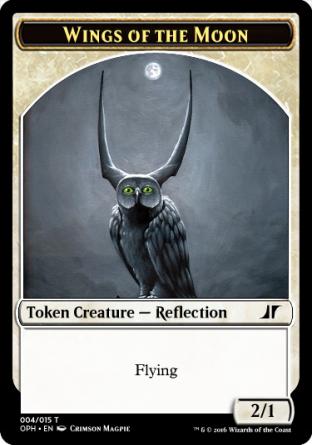 WINGS OF THE MOON
Token Creature — Reflection
Flying
2/1
004/015 T
OPH • EN CRIMSON MAGPIE
™ & © 2016 Wizards of the Coast